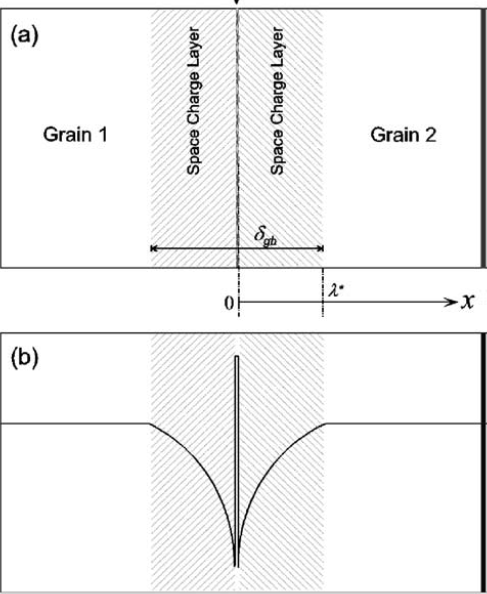 (a)
Space Charge Layer
Space Charge Layer
Grain 1
Grain 2
δgb
0
λ*
x
(b)